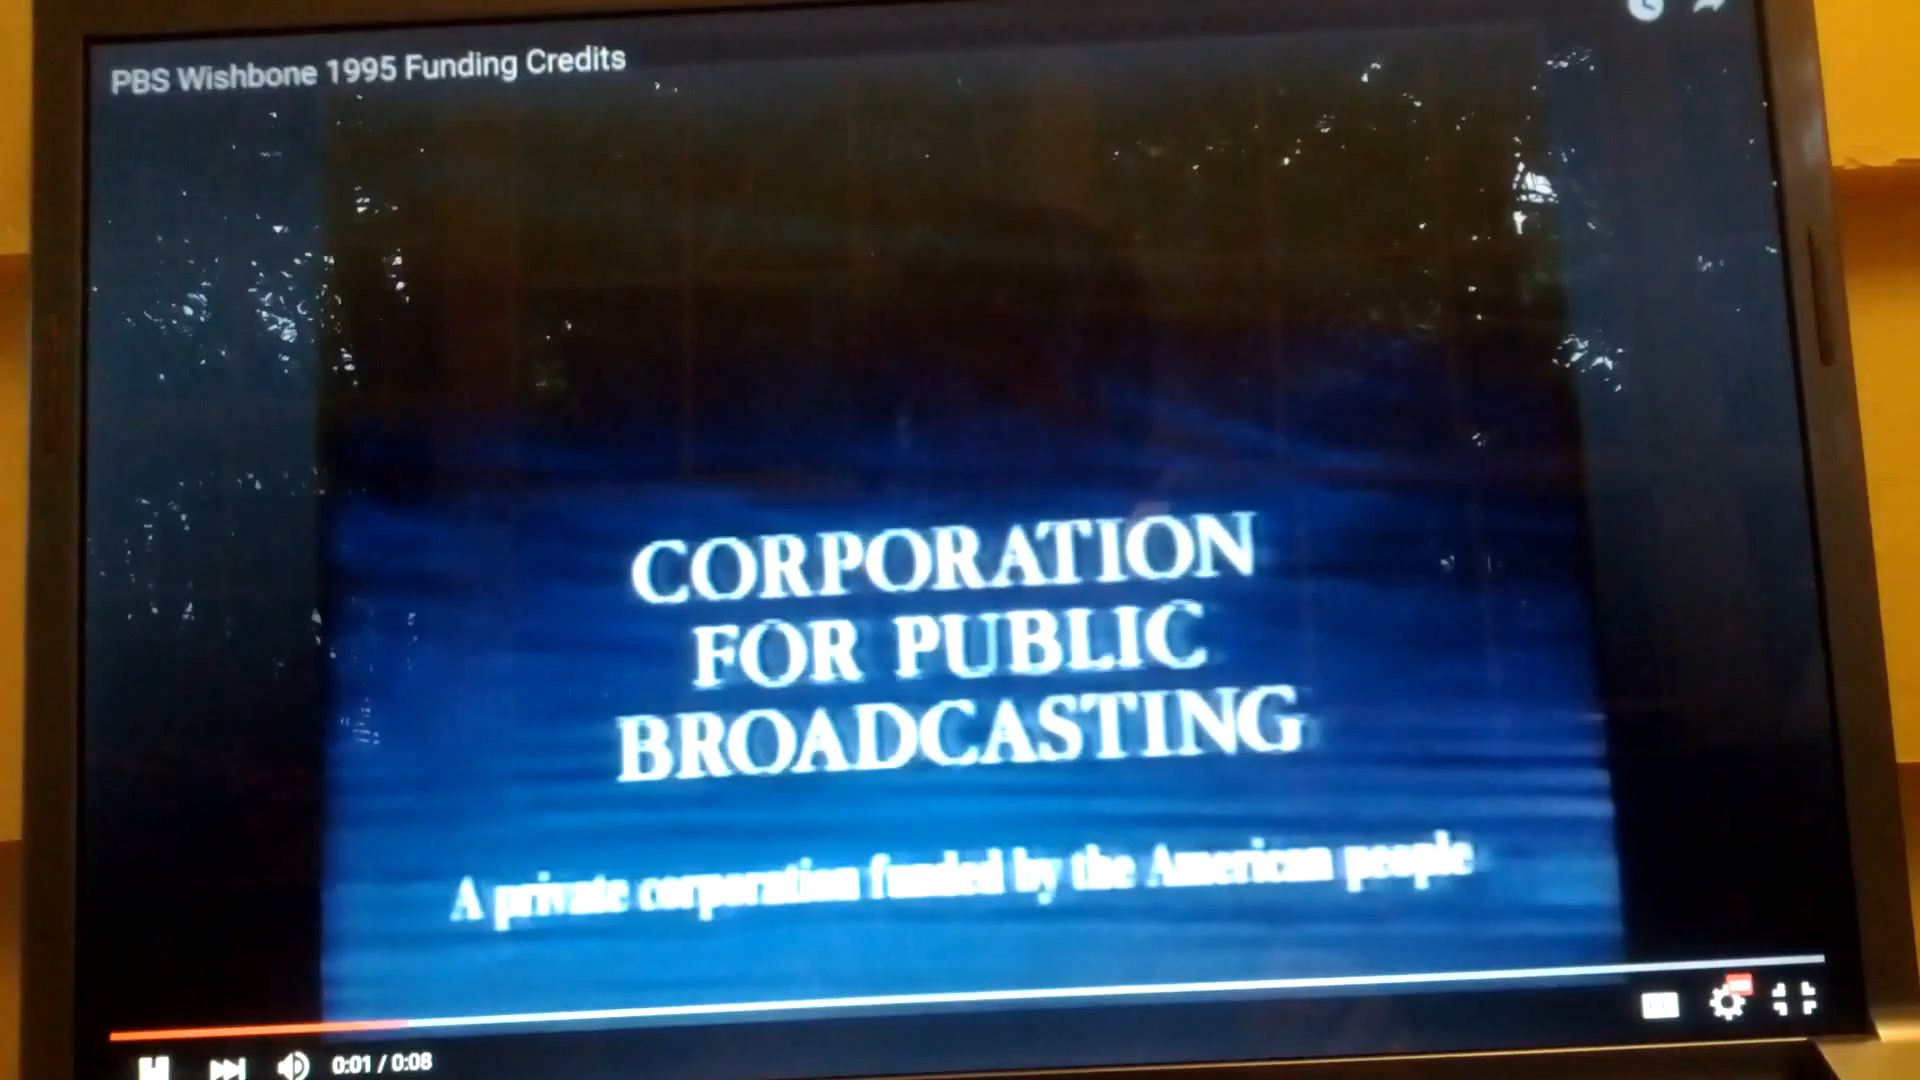 PBS Wishbone 1995 Funding Credits
CORPORATION
FOR PUBLIC
BROADCASTING
A private corporation funded by the American people
0:01 / 0:08